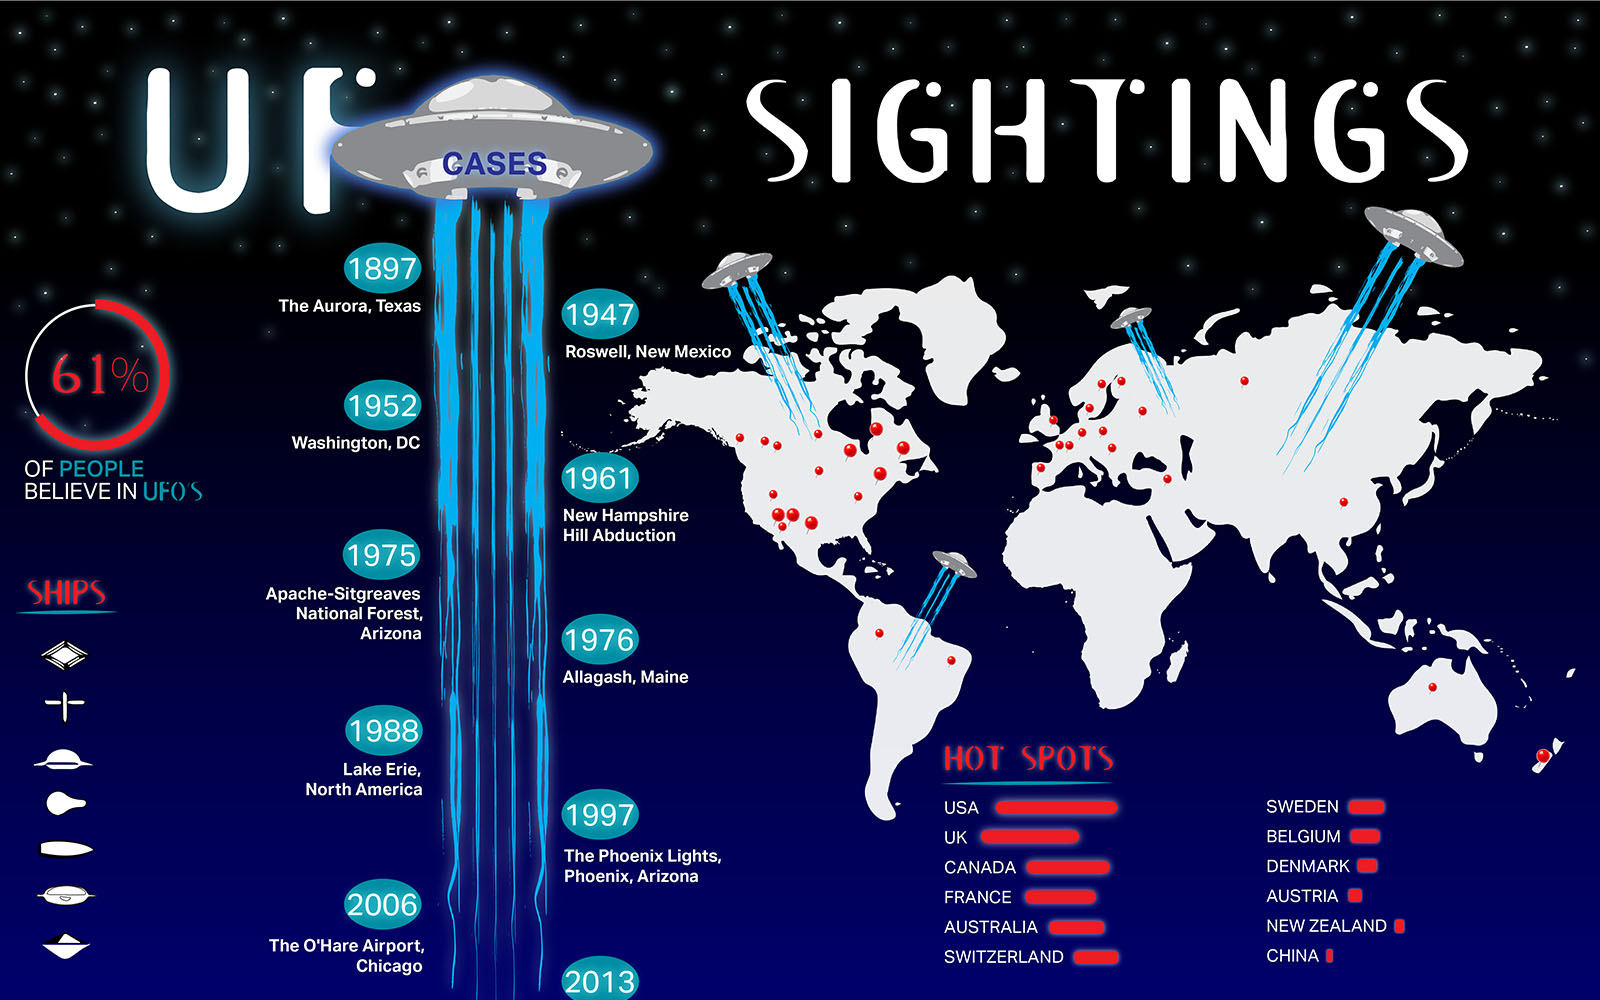 UF SIGHTINGS
CASES
1897
The Aurora, Texas
1947
Roswell, New Mexico
61%
OF PEOPLE
BELIEVE IN UFO'S
1952
Washington, DC
1961
New Hampshire
Hill Abduction
1975
Apache-Sitgreaves
National Forest,
Arizona
1976
Allagash, Maine
SHIPS
1988
Lake Erie,
North America
1997
The Phoenix Lights,
Phoenix, Arizona
2006
The O'Hare Airport,
Chicago
2013
HOT SPOTS
USA
UK
CANADA
FRANCE
AUSTRALIA
SWITZERLAND
SWEDEN
BELGIUM
DENMARK
AUSTRIA
NEW ZEALAND
CHINA